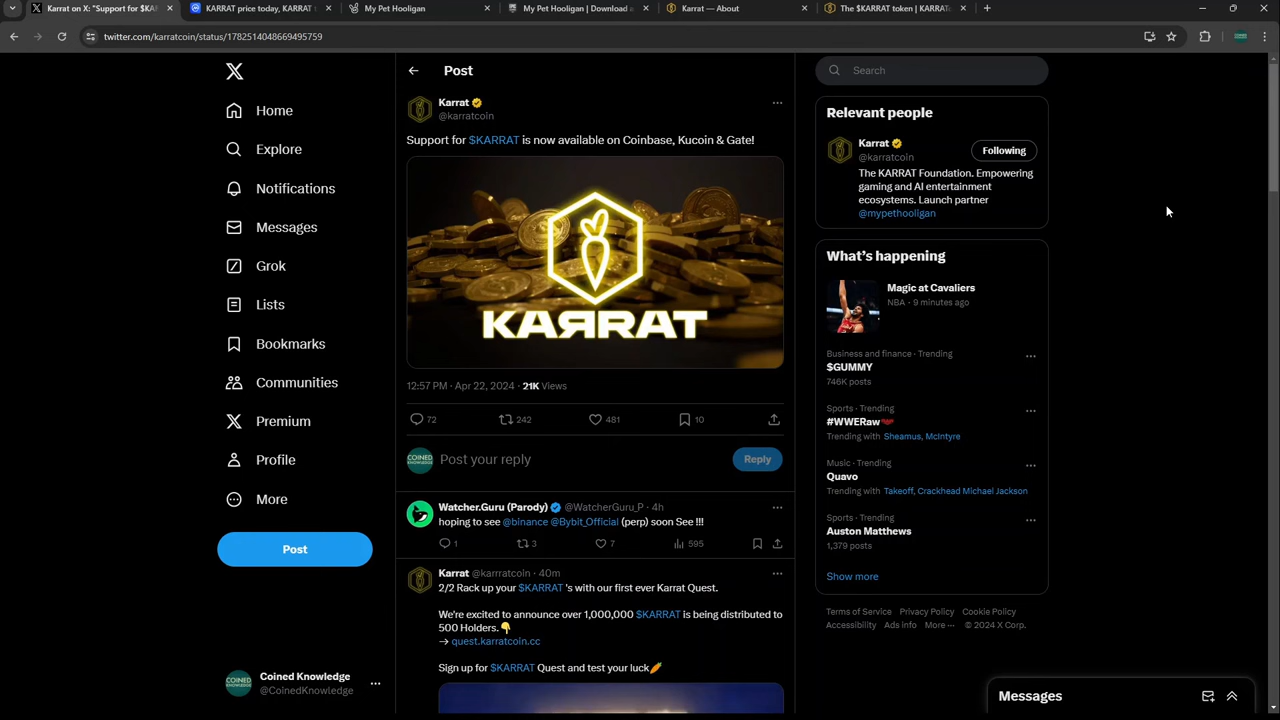 Karrat on X: "Support for $KA
KARRAT price today, KARRAT t
My Pet Hooligan
My Pet Hooligan | Download o
Karrat — About
The $KARRAT token | KARRAT
twitter.com/karratcoin/status/1782514048669495759
Home
Explore
Notifications
Messages
Grok
Lists
Bookmarks
Communities
Premium
Profile
More
Post
Coined Knowledge
@CoinedKnowledge
Post
Karrat
@karratcoin
Support for $KARRAT is now available on Coinbase, Kucoin & Gate!
KARRAT
12:57 PM · Apr 22, 2024 · 21K Views
72 242 481 10
COINED KNOWLEDGE
Post your reply
Reply
Watcher.Guru (Parody) @WatcherGuru_P · 4h
hoping to see @binance @Bybit_Official (perp) soon See !!!
1 3 7 595
Karrat @karrratcoin · 40m
2/2 Rack up your $KARRAT 's with our first ever Karrat Quest.
We're excited to announce over 1,000,000 $KARRAT is being distributed to
500 Holders.👇
→ quest.karratcoin.cc
Sign up for $KARRAT Quest and test your luck🥕
Search
Relevant people
Karrat
@karratcoin
Following
The KARRAT Foundation. Empowering
gaming and AI entertainment
ecosystems. Launch partner
@mypethooligan
What's happening
Magic at Cavaliers
NBA · 9 minutes ago
Business and finance · Trending
$GUMMY
746K posts
Sports · Trending
#WWERaw
Trending with Sheamus, McIntyre
Music · Trending
Quavo
Trending with Takeoff, Crackhead Michael Jackson
Sports · Trending
Auston Matthews
1,379 posts
Show more
Terms of Service Privacy Policy Cookie Policy
Accessibility Ads info More ··· © 2024 X Corp.
Messages